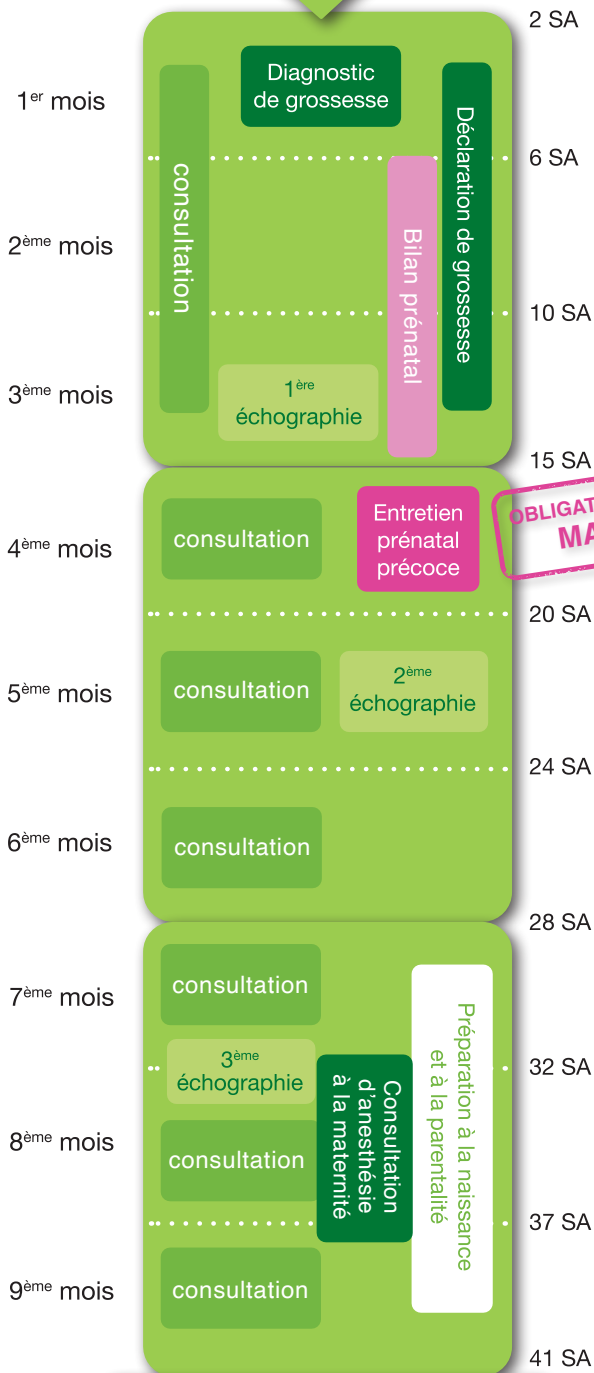 2 SA
Diagnostic
de grossesse
1er mois
consultation
Déclaration de grossesse
6 SA
Bilan prénatal
2ème mois
10 SA
1ère
échographie
3ème mois
15 SA
consultation
Entretien
prénatal
précoce
4ème mois
20 SA
consultation
2ème
échographie
5ème mois
24 SA
consultation
6ème mois
28 SA
consultation
7ème mois
Préparation à la naissance
et à la parentalité
3ème
échographie
32 SA
Consultation
d'anesthésie
à la maternité
8ème mois
consultation
37 SA
consultation
9ème mois
41 SA